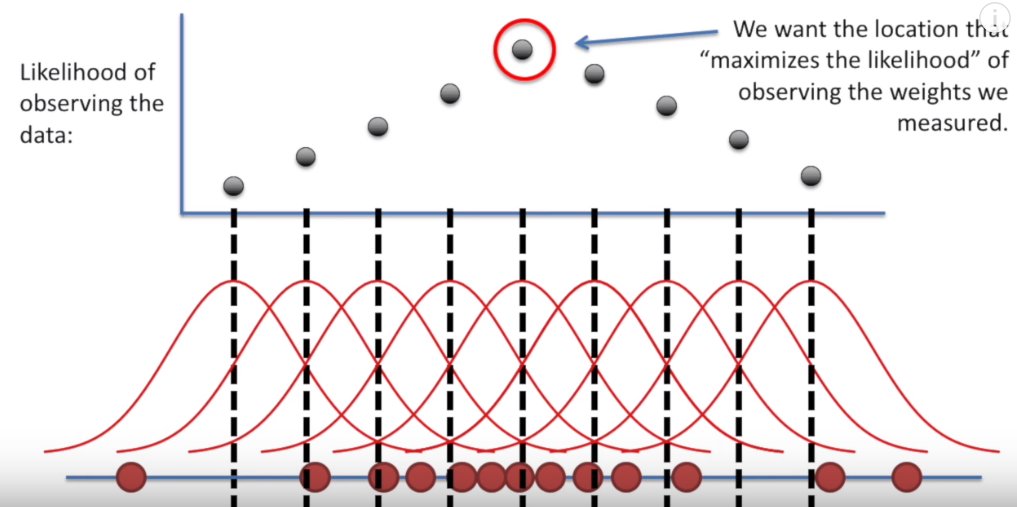 Likelihood of
observing the
data:
We want the location that
“maximizes the likelihood” of
observing the weights we
measured.